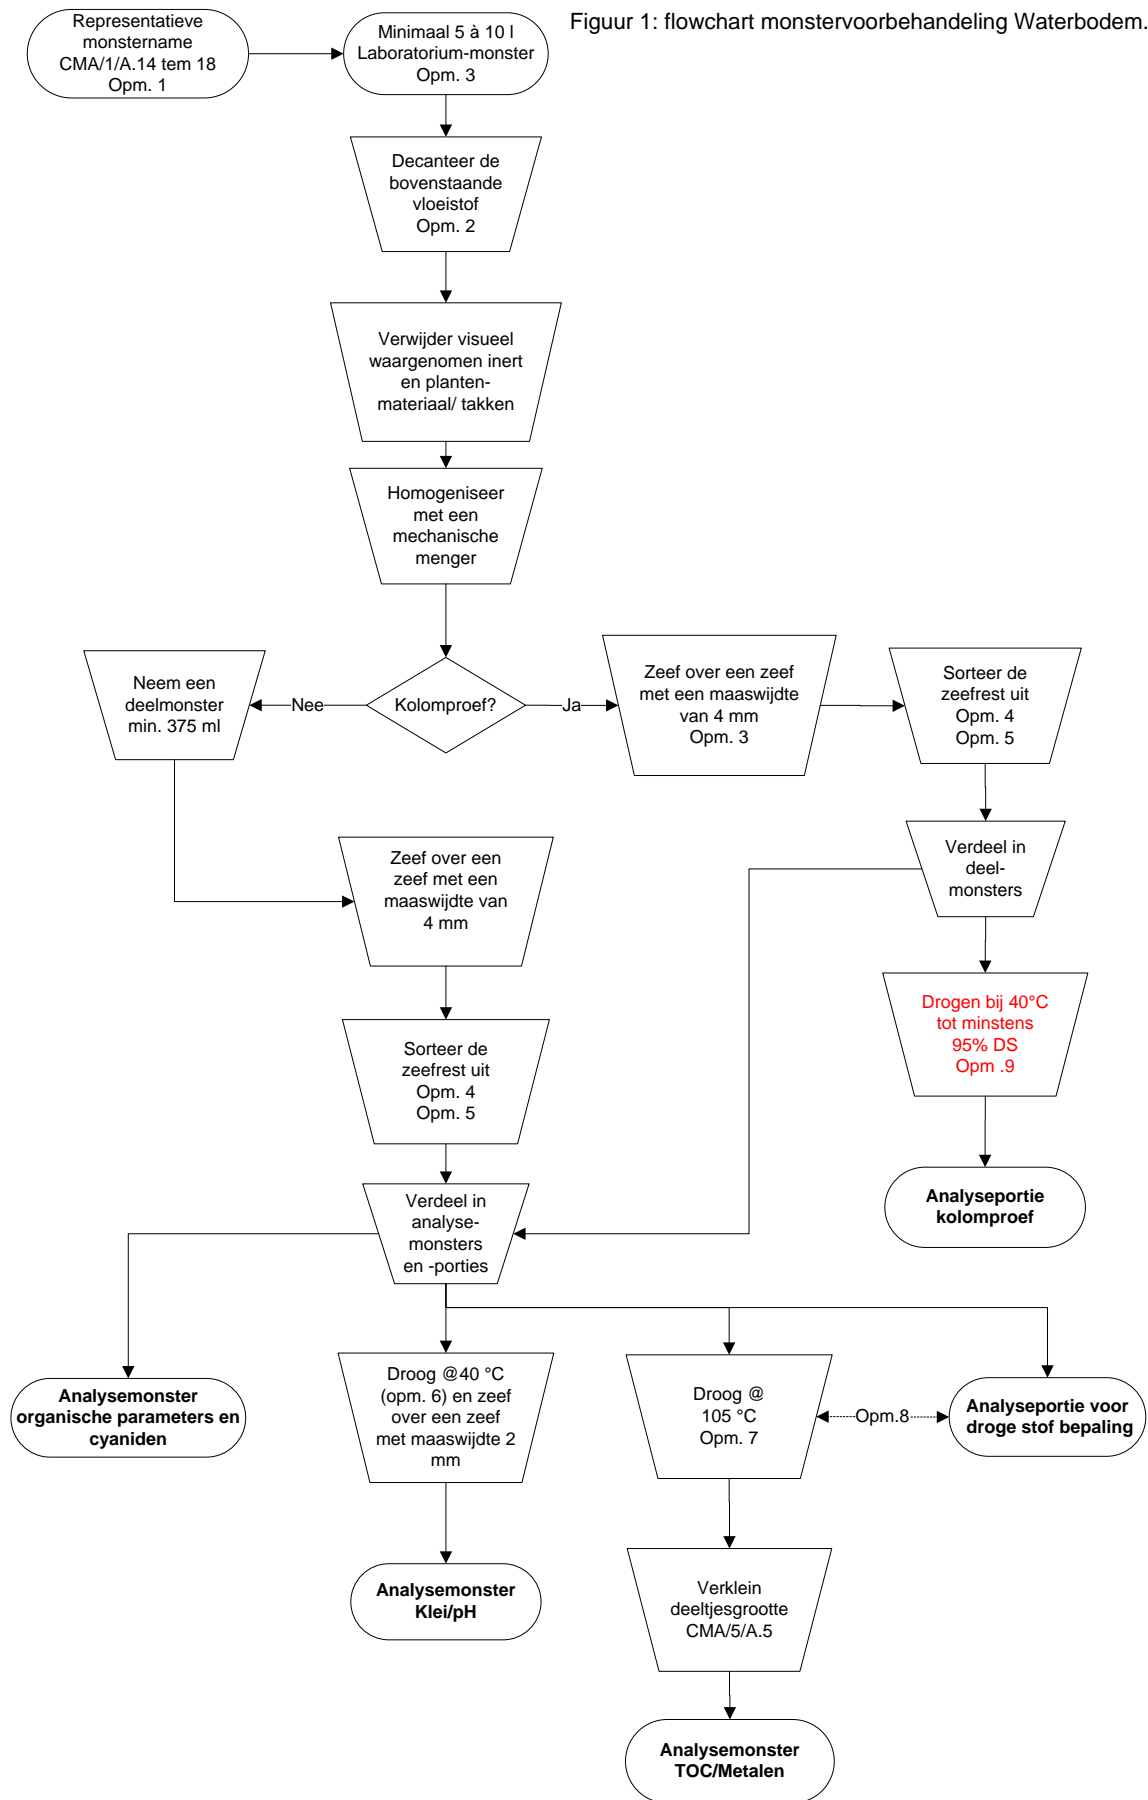 Figuur 1: flowchart monstervoorbehandeling Waterbodem.
Representatieve
monstername
CMA/1/A.14 tem 18
Opm. 1
Minimaal 5 à 10 l
Laboratorium-monster
Opm. 3
Decanteer de
bovenstaande
vloeistof
Opm. 2
Verwijder visueel
waargenomen inert
en planten-
materiaal/ takken
Homogeniseer
met een
mechanische
menger
Kolomproef?
Nee
Ja
Neem een
deelmonster
min. 375 ml
Zeef over een zeef
met een maaswijdte
van 4 mm
Opm. 3
Sorteer de
zeefrest uit
Opm. 4
Opm. 5
Verdeel in
deel-
monsters
Drogen bij 40°C
tot minstens
95% DS
Opm .9
Analyseportie
kolomproef
Zeef over een
zeef met een
maaswijdte van
4 mm
Sorteer de
zeefrest uit
Opm. 4
Opm. 5
Verdeel in
analyse-
monsters
en -porties
Analysemonster
organische parameters en
cyaniden
Droog @40 °C
(opm. 6) en zeef
over een zeef
met maaswijdte 2
mm
Droog @
105 °C
Opm. 7
Opm.8
Analyseportie voor
droge stof bepaling
Analysemonster
Klei/pH
Verklein
deeltjesgrootte
CMA/5/A.5
Analysemonster
TOC/Metalen